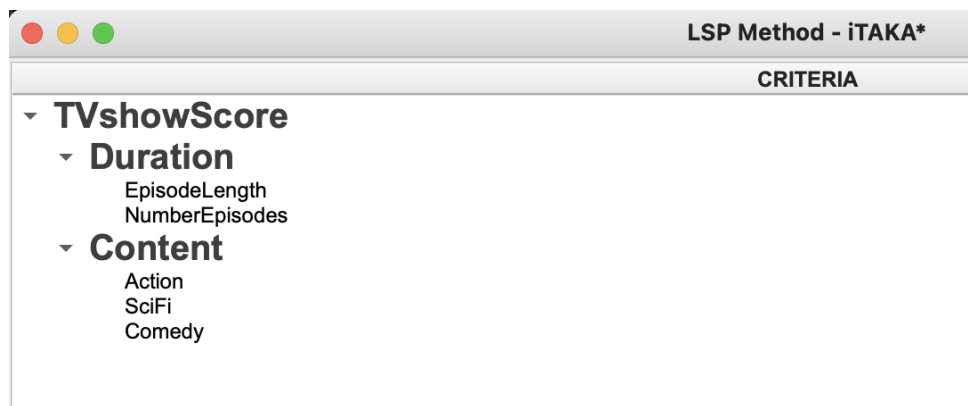 LSP Method - iTAKA*
CRITERIA
TVshowScore
Duration
EpisodeLength
NumberEpisodes
Content
Action
SciFi
Comedy